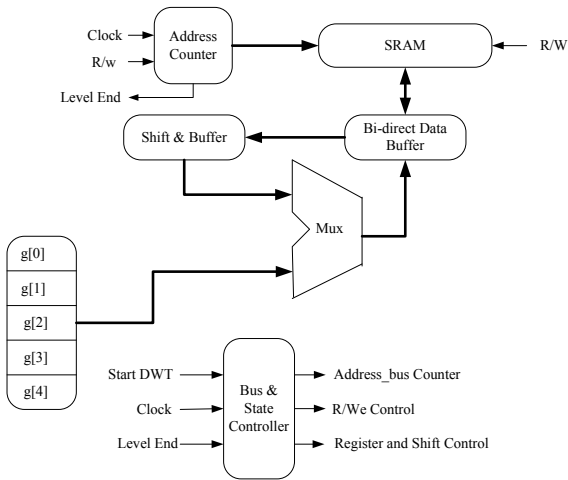 Clock
R/w
Level End
Address
Counter
SRAM
R/W
Shift & Buffer
Bi-direct Data
Buffer
Mux
g[0]
g[1]
g[2]
g[3]
g[4]
Start DWT
Clock
Level End
Bus &
State
Controller
Address_bus Counter
R/We Control
Register and Shift Control